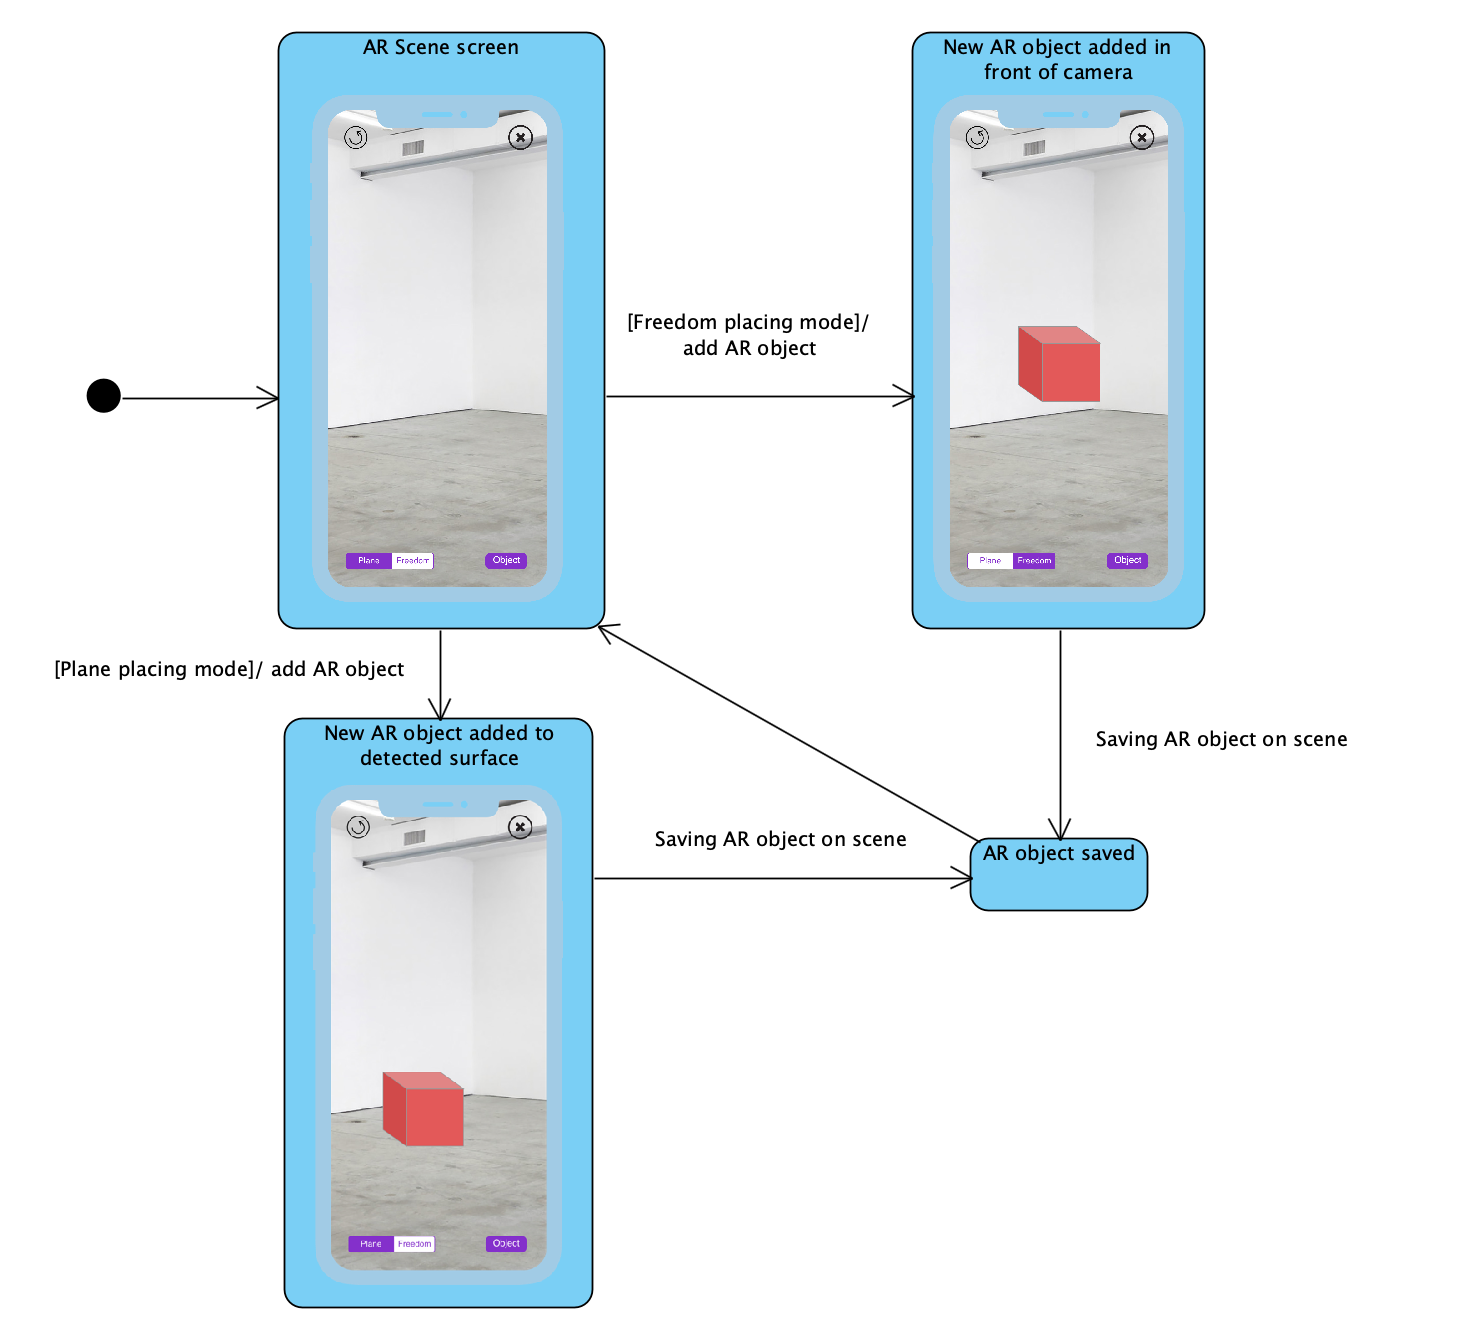 AR Scene screen
Plane
Freedom
Object
[Freedom placing mode]/
add AR object
New AR object added in
front of camera
Plane
Freedom
Object
[Plane placing mode]/ add AR object
New AR object added to
detected surface
Plane
Freedom
Object
Saving AR object on scene
Saving AR object on scene
AR object saved